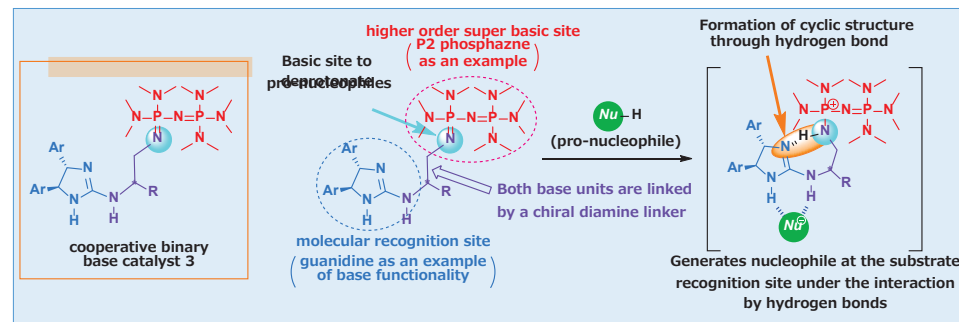 higher order super basic site
(P2 phosphazne
as an example)
Basic site to
deprotonate
pro-nucleophiles
Formation of cyclic structure
through hydrogen bond
N N N
N P N P N
N N N
Ar
Ar
N
N
H
N
H
R
cooperative binary
base catalyst 3
N N N
N P N P N
N N N
Ar
Ar
N
N
H
N
H
R
molecular recognition site
(guanidine as an example
of base functionality)
Nu H
(pro-nucleophile)
Both base units are linked
by a chiral diamine linker
N N N
N P ⊕ N P N
H N N N
Ar
Ar
N
N
H
N
H
R
Nu ⊖
Generates nucleophile at the substrate
recognition site under the interaction
by hydrogen bonds